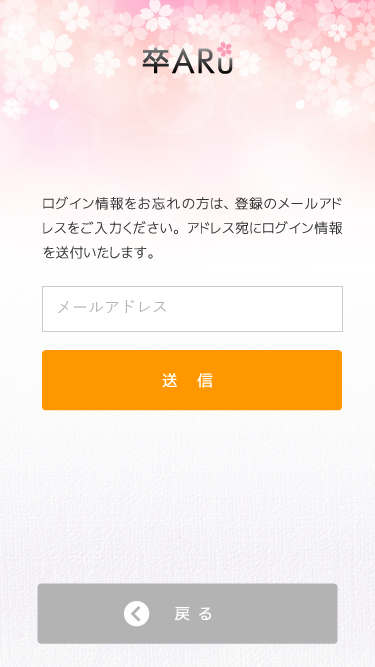 卒ARu
ログイン情報をお忘れの方は、登録のメールアド
レスをご入力ください。アドレス宛にログイン情報
を送付いたします。
メールアドレス
送 信
戻 る